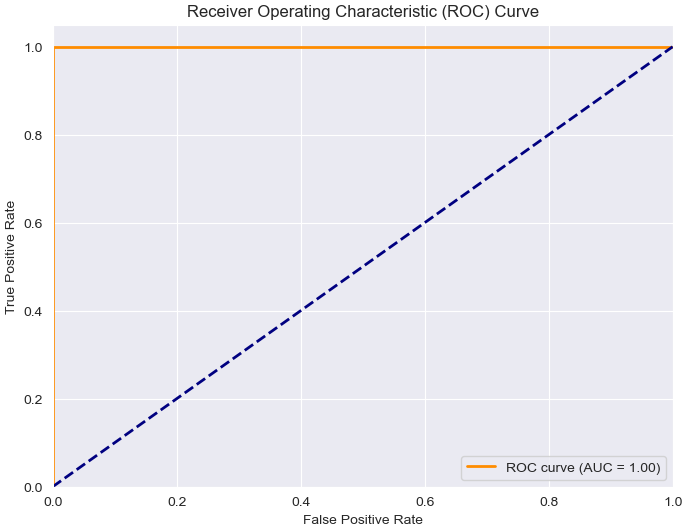 Receiver Operating Characteristic (ROC) Curve
1.0
0.8
0.6
0.4
0.2
0.0
True Positive Rate
0.0 0.2 0.4 0.6 0.8 1.0
False Positive Rate
ROC curve (AUC = 1.00)